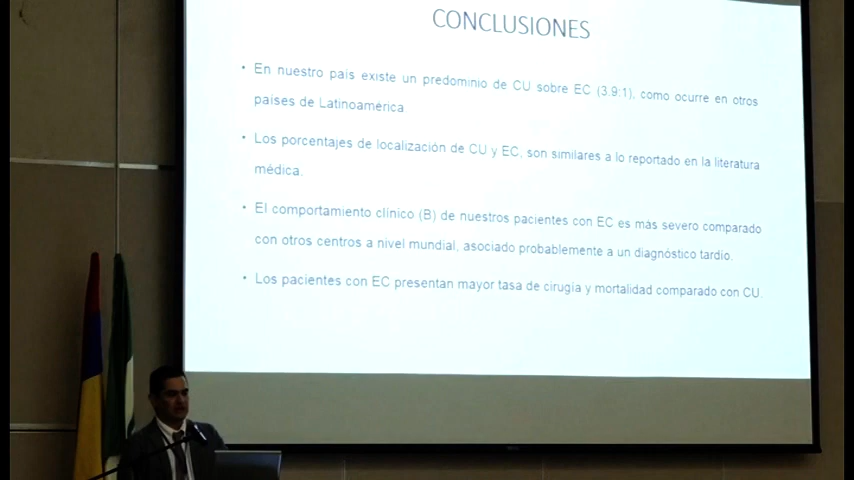 CONCLUSIONES
• En nuestro país existe un predominio de CU sobre EC (3.9:1), como ocurre en otros
países de Latinoamérica
• Los porcentajes de localización de CU y EC, son similares a lo reportado en la literatura
médica.
• El comportamiento clínico (B) de nuestros pacientes con EC es más severo comparado
con otros centros a nivel mundial, asociado probablemente a un diagnóstico tardío.
• Los pacientes con EC presentan mayor tasa de cirugía y mortalidad comparado con CU.